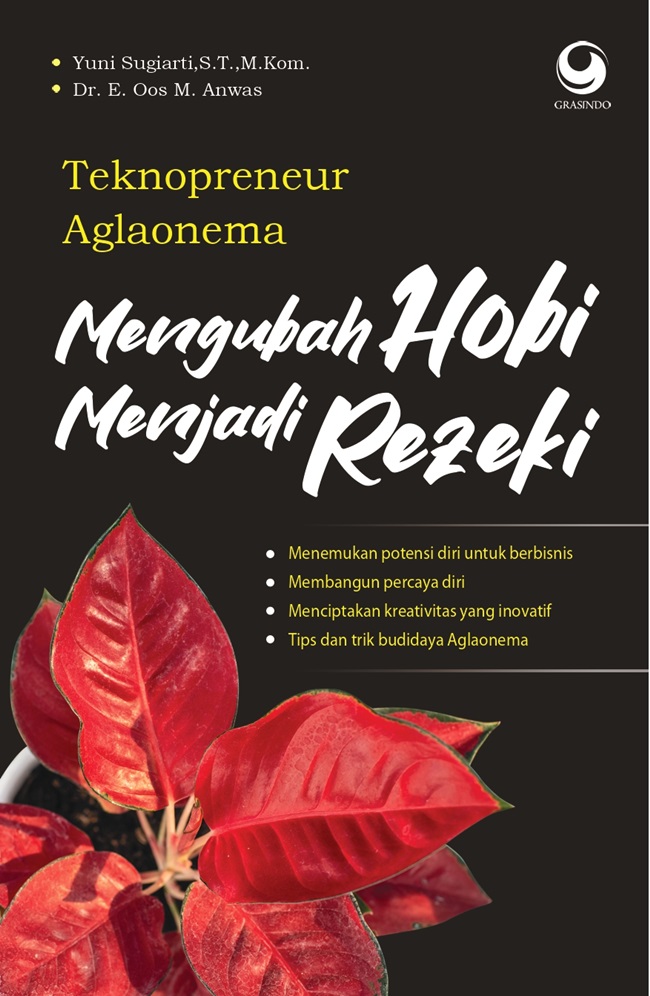 Yuni Sugiarti,S.T.,M.Kom.
Dr. E. Oos M. Anwas
GRASINDO
Teknopreneur
Aglaonema
Mengubah Hobi
Menjadi Rezeki
Menemukan potensi diri untuk berbisnis
Membangun percaya diri
Menciptakan kreativitas yang inovatif
Tips dan trik budidaya Aglaonema